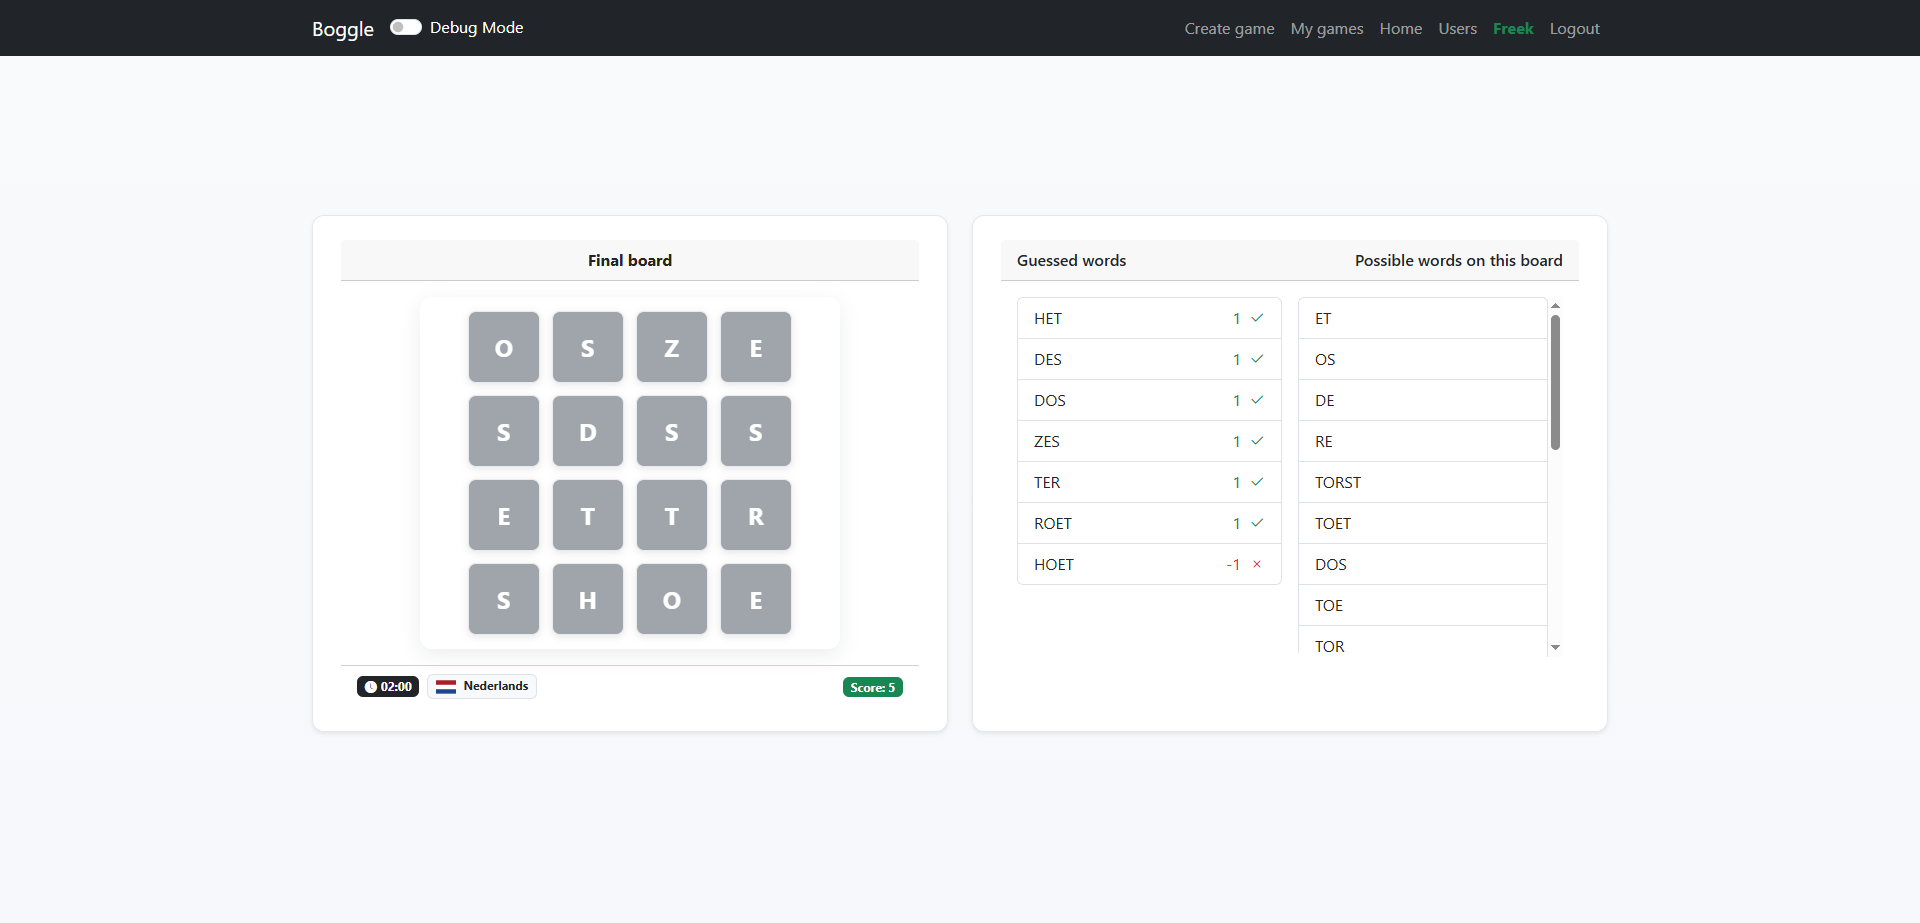 Boggle Debug Mode Create game My games Home Users Freek Logout
Final board
O S Z E
S D S S
E T T R
S H O E
02:00 Nederlands Score: 5
Guessed words Possible words on this board
HET 1
DES 1
DOS 1
ZES 1
TER 1
ROET 1
HOET -1
ET
OS
DE
RE
TORST
TOET
DOS
TOE
TOR